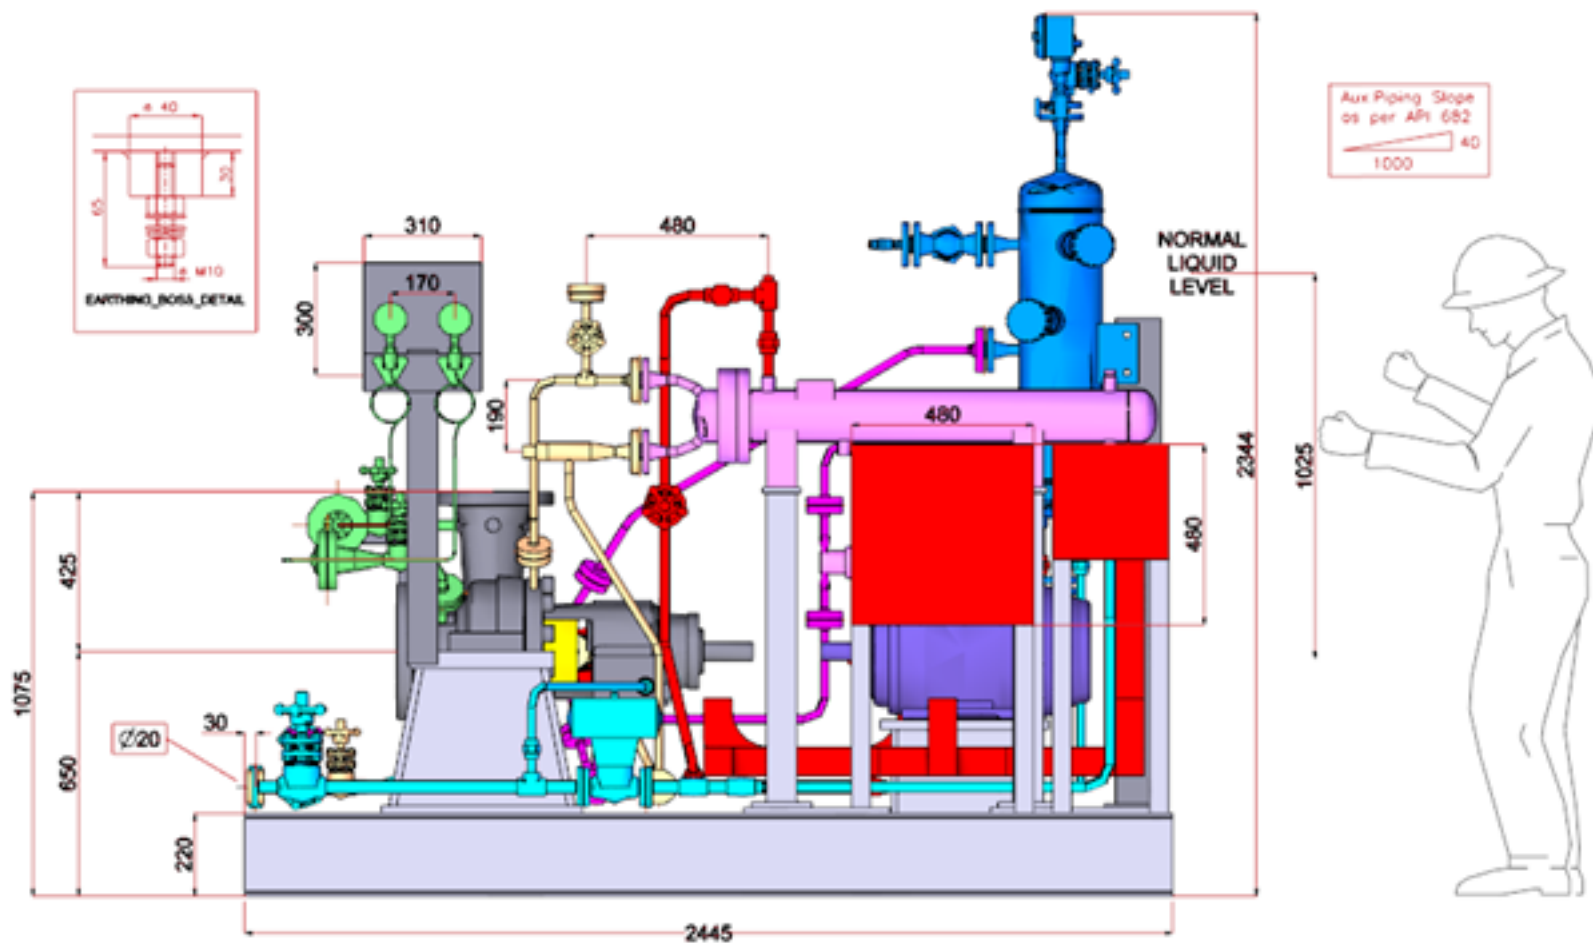 ø 40
30
65
ø M10
EARTHING_BOSS_DETAIL
Aux Piping Slope
as per API 682
40
1000
310
480
170
300
190
NORMAL
LIQUID
LEVEL
480
480
2344
1025
425
1075
650
30
Ø20
220
2445